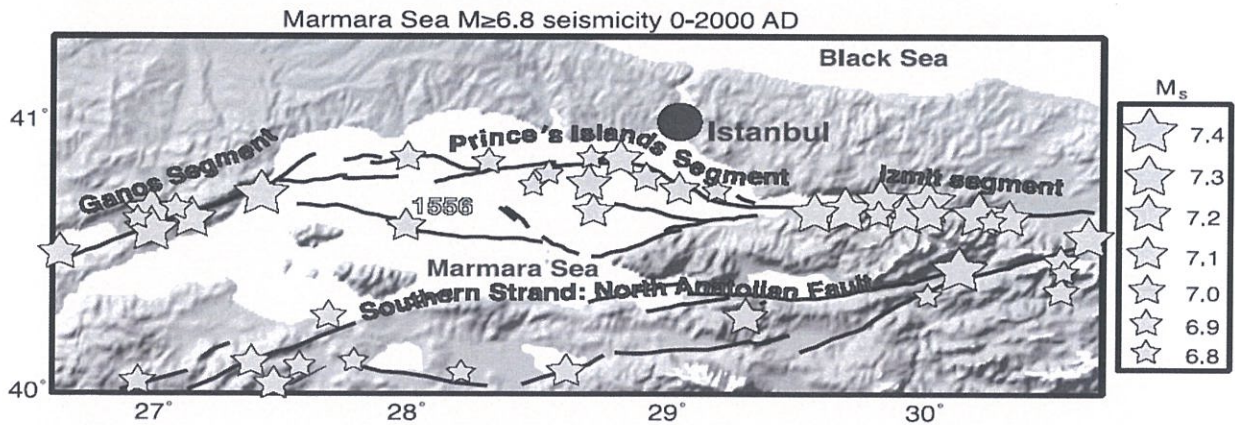 Marmara Sea M≥6.8 seismicity 0-2000 AD
Black Sea
41°
Istanbul
Prince's Islands Segment
Ganos Segment
Izmit segment
1556
Marmara Sea
Southern Strand: North Anatolian Fault
40°
27° 28° 29° 30°
Ms
7.4
7.3
7.2
7.1
7.0
6.9
6.8